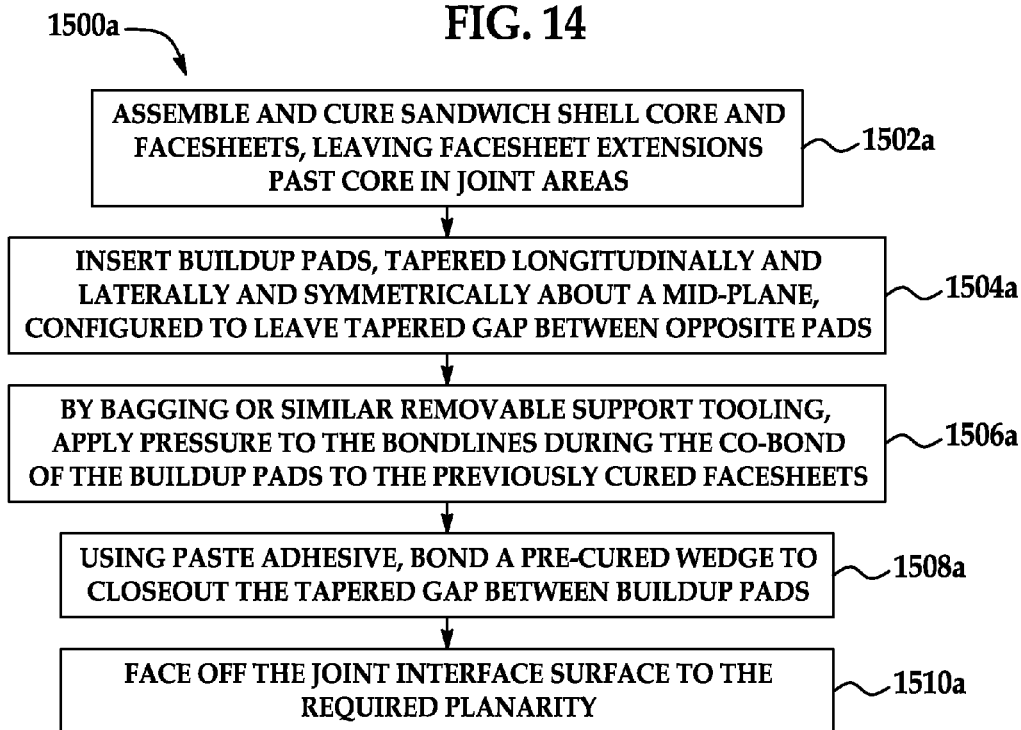 FIG. 14
1500a
ASSEMBLE AND CURE SANDWICH SHELL CORE AND
FACESHEETS, LEAVING FACESHEET EXTENSIONS
PAST CORE IN JOINT AREAS
1502a
INSERT BUILDUP PADS, TAPERED LONGITUDINALLY AND
LATERALLY AND SYMMETRICALLY ABOUT A MID-PLANE,
CONFIGURED TO LEAVE TAPERED GAP BETWEEN OPPOSITE PADS
1504a
BY BAGGING OR SIMILAR REMOVABLE SUPPORT TOOLING,
APPLY PRESSURE TO THE BONDLINES DURING THE CO-BOND
OF THE BUILDUP PADS TO THE PREVIOUSLY CURED FACESHEETS
1506a
USING PASTE ADHESIVE, BOND A PRE-CURED WEDGE TO
CLOSEOUT THE TAPERED GAP BETWEEN BUILDUP PADS
1508a
FACE OFF THE JOINT INTERFACE SURFACE TO THE
REQUIRED PLANARITY
1510a